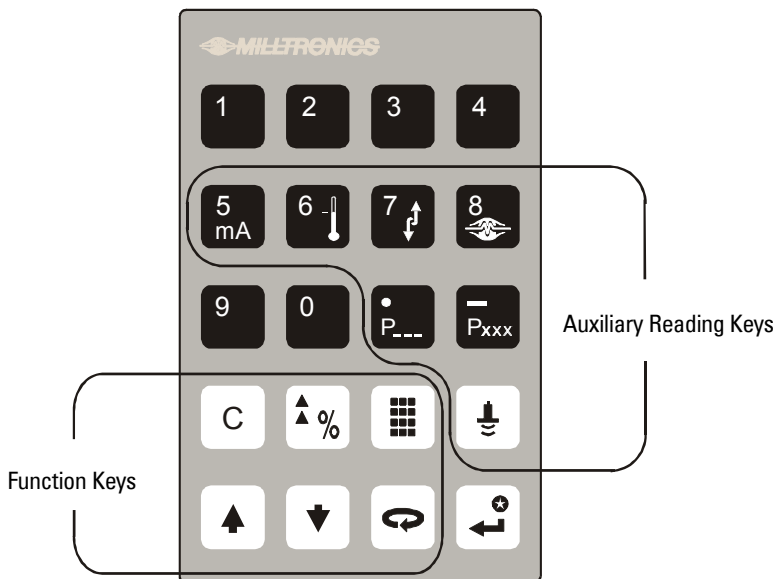 MILLTRONICS
1 2 3 4
5 6 7 8
mA
Auxiliary Reading Keys
9 0 • –
P___ Pxxx
C %
Function Keys